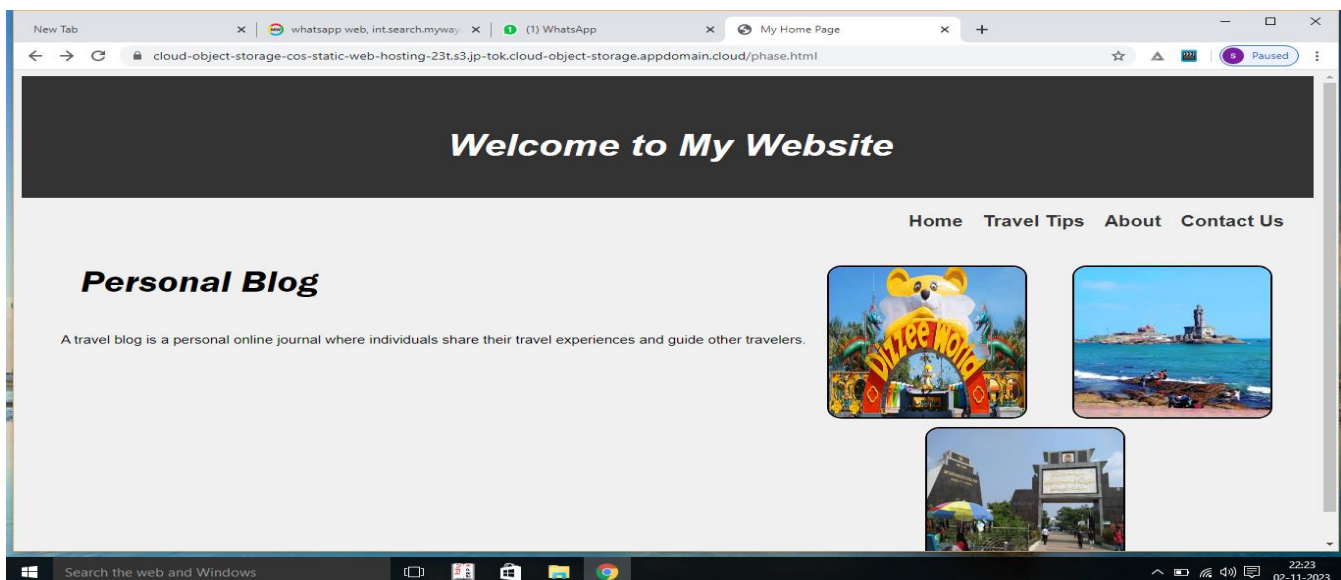 New Tab
whatsapp web, int.search.myway
(1) WhatsApp
My Home Page
cloud-object-storage-cos-static-web-hosting-23t.s3.jp-tok.cloud-object-storage.appdomain.cloud/phase.html
S
Paused
Welcome to My Website
Home Travel Tips About Contact Us
Personal Blog
A travel blog is a personal online journal where individuals share their travel experiences and guide other travelers.
Dizzee World
Search the web and Windows
22:23
02-11-2023